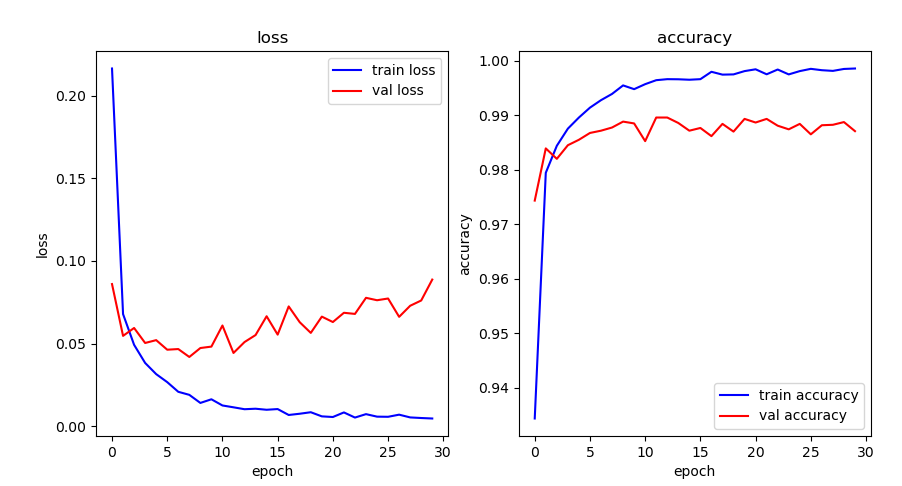 loss
train loss
val loss
0.20
0.15
0.10
0.05
0.00
loss
0 5 10 15 20 25 30
epoch
accuracy
1.00
0.99
0.98
0.97
0.96
0.95
0.94
accuracy
train accuracy
val accuracy
0 5 10 15 20 25 30
epoch